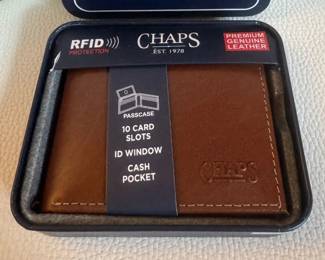 RFID
PROTECTION
CHAPS
EST. 1978
PREMIUM
GENUINE
LEATHER
PASSCASE
10 CARD
SLOTS
ID WINDOW
CASH
POCKET
CHAPS